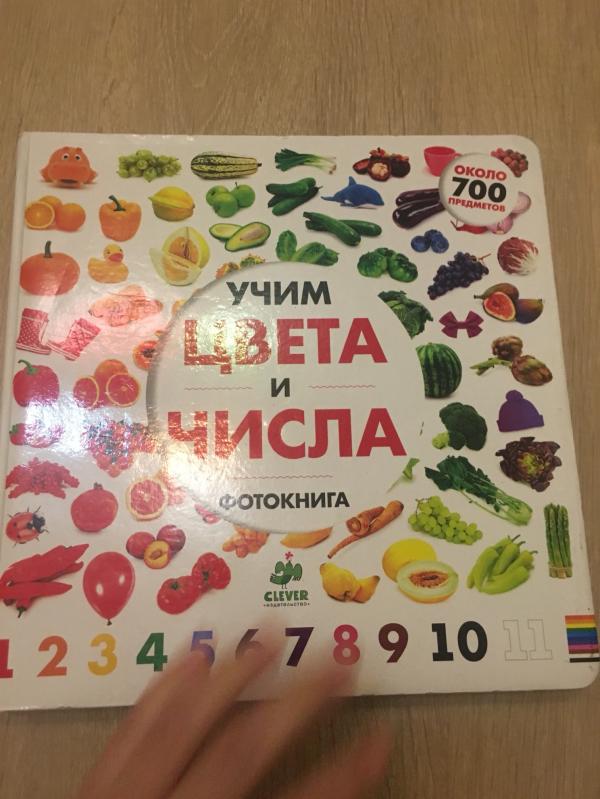 ОКОЛО
700
ПРЕДМЕТОВ
УЧИМ
ЦВЕТА
И
ЧИСЛА
ФОТОКНИГА
CLEVER
•издательство•
1 2 3 4 5 6 7 8 9 10 11